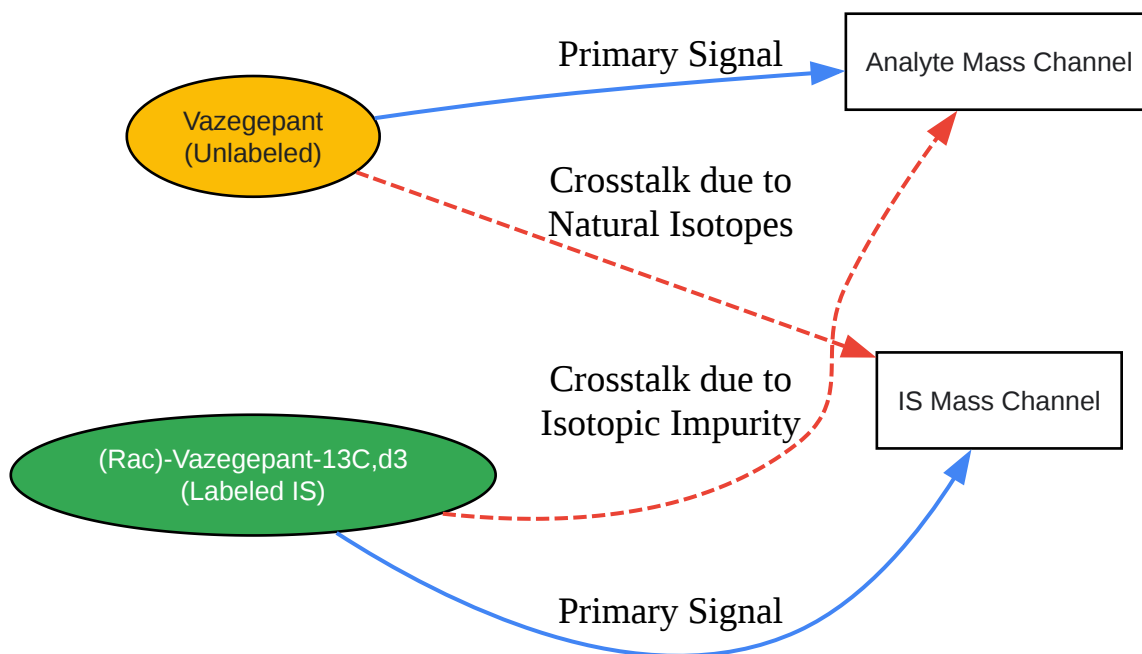 Primary Signal
Analyte Mass Channel
Vazegepant
(Unlabeled)
Crosstalk due to
Natural Isotopes
Crosstalk due to
Isotopic Impurity
IS Mass Channel
(Rac)-Vazegepant-13C,d3
(Labeled IS)
Primary Signal